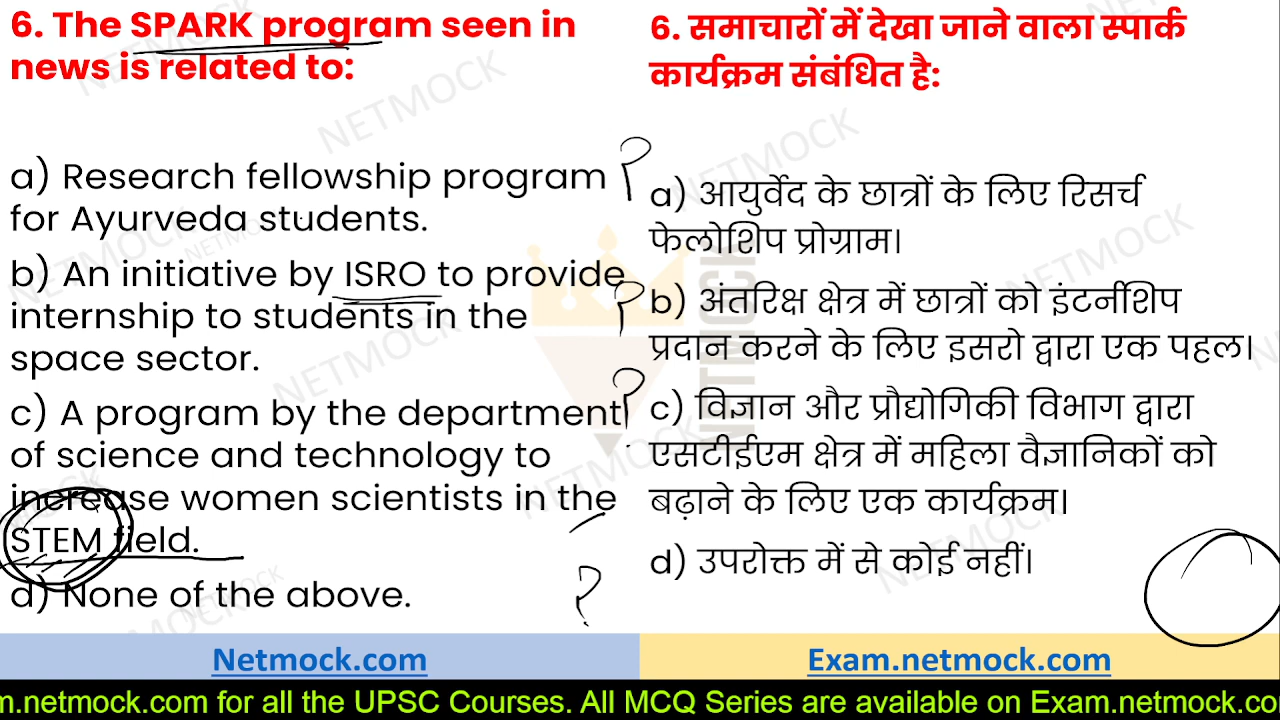 6. The SPARK program seen in
news is related to:
a) Research fellowship program
for Ayurveda students.
b) An initiative by ISRO to provide
internship to students in the
space sector.
c) A program by the department
of science and technology to
increase women scientists in the
STEM field.
d) None of the above.
6. समाचारों में देखा जाने वाला स्पार्क
कार्यक्रम संबंधित है:
a) आयुर्वेद के छात्रों के लिए रिसर्च
फेलोशिप प्रोग्राम।
b) अंतरिक्ष क्षेत्र में छात्रों को इंटर्नशिप
प्रदान करने के लिए इसरो द्वारा एक पहल।
c) विज्ञान और प्रौद्योगिकी विभाग द्वारा
एसटीईएम क्षेत्र में महिला वैज्ञानिकों को
बढ़ाने के लिए एक कार्यक्रम।
d) उपरोक्त में से कोई नहीं।
NETMOCK
Netmock.com
Exam.netmock.com
m.netmock.com for all the UPSC Courses. All MCQ Series are available on Exam.netmock.co